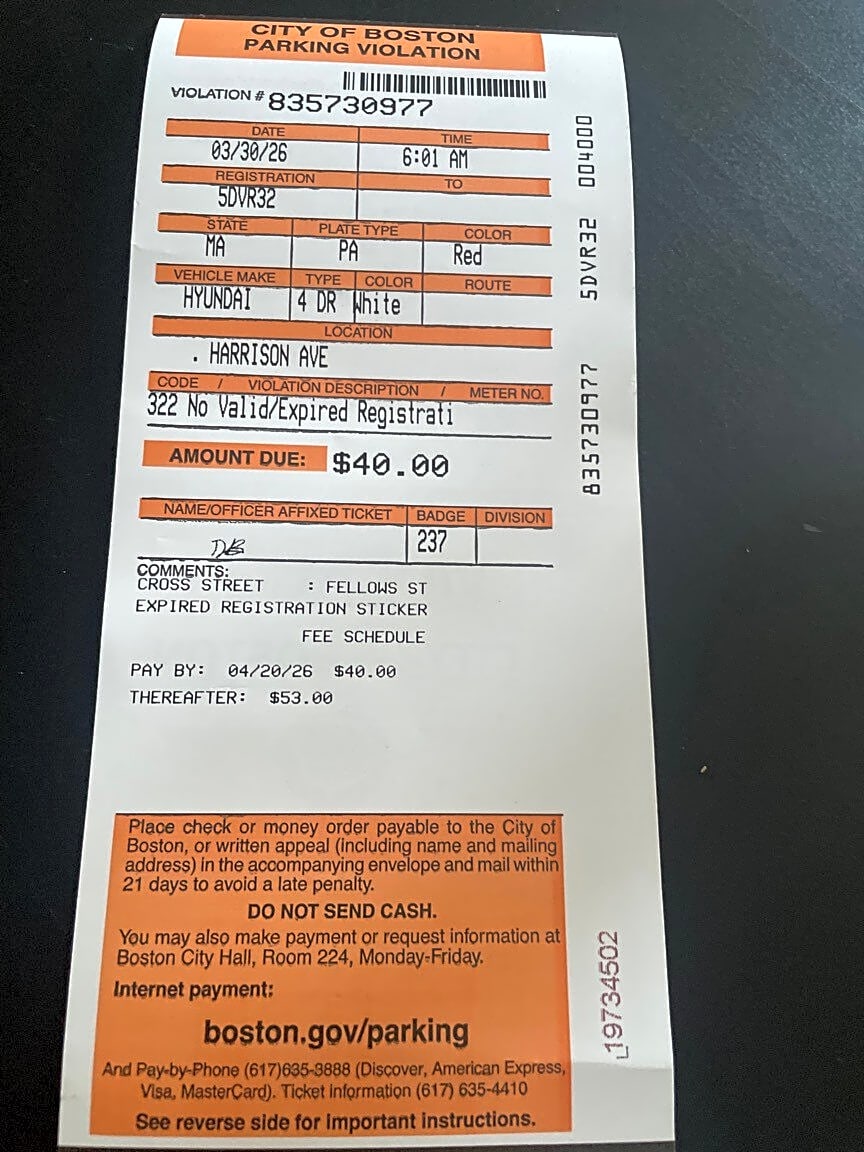 CITY OF BOSTON
PARKING VIOLATION
VIOLATION # 835730977
DATE TIME
03/30/26 6:01 AM
REGISTRATION TO
5DVR32
STATE PLATE TYPE COLOR
MA PA Red
VEHICLE MAKE TYPE COLOR ROUTE
HYUNDAI 4 DR White
LOCATION
. HARRISON AVE
CODE / VIOLATION DESCRIPTION / METER NO.
322 No Valid/Expired Registrati
AMOUNT DUE: $40.00
NAME/OFFICER AFFIXED TICKET BADGE DIVISION
DB 237
COMMENTS:
CROSS STREET : FELLOWS ST
EXPIRED REGISTRATION STICKER
FEE SCHEDULE
PAY BY: 04/20/26 $40.00
THEREAFTER: $53.00
Place check or money order payable to the City of
Boston, or written appeal (including name and mailing
address) in the accompanying envelope and mail within
21 days to avoid a late penalty.
DO NOT SEND CASH.
You may also make payment or request information at
Boston City Hall, Room 224, Monday-Friday.
Internet payment:
boston.gov/parking
And Pay-by-Phone (617)635-3888 (Discover, American Express,
Visa, MasterCard). Ticket Information (617) 635-4410
See reverse side for Important instructions.
835730977 5DVR32 004000
L19734502